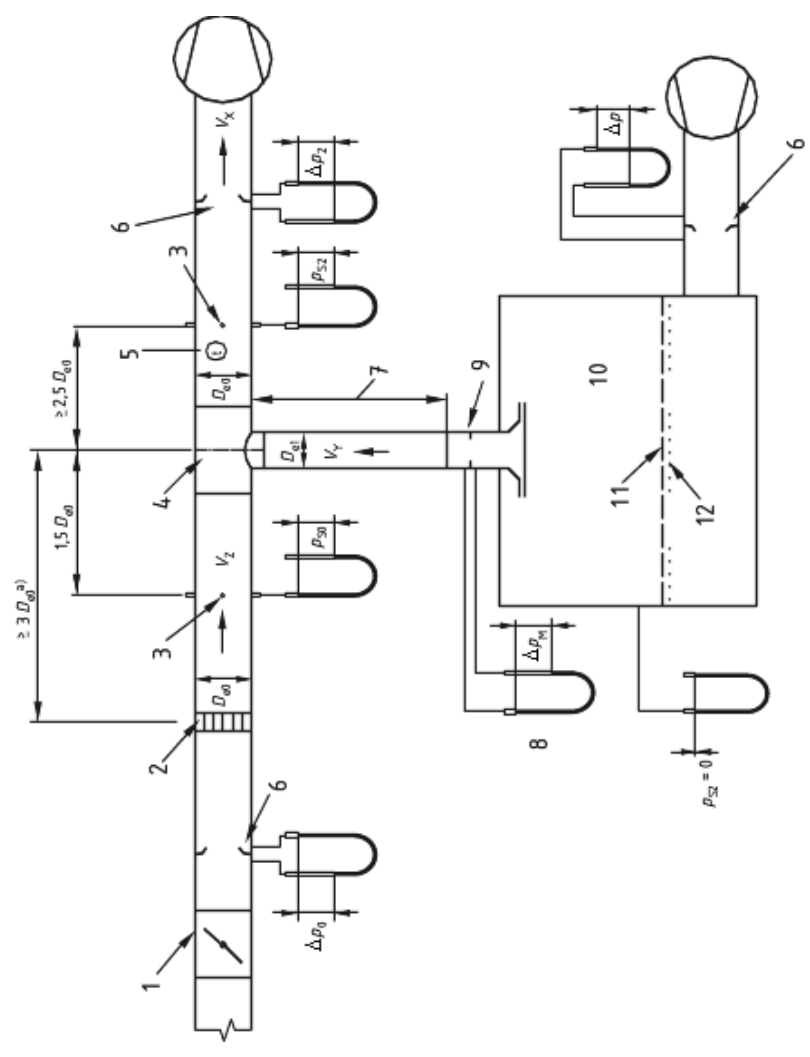 ≥ 3 D_e0^a)
1,5 D_e0
≥ 2,5 D_e0
1
2
3
4
5
3
6
t
D_e0
V_Z
D_e0
V_X
6
Δp_0
p_S0
p_S2
Δp_2
D_e1
V_Y
7
9
8
Δp_M
10
11
12
Δp
6
p_S2 = 0